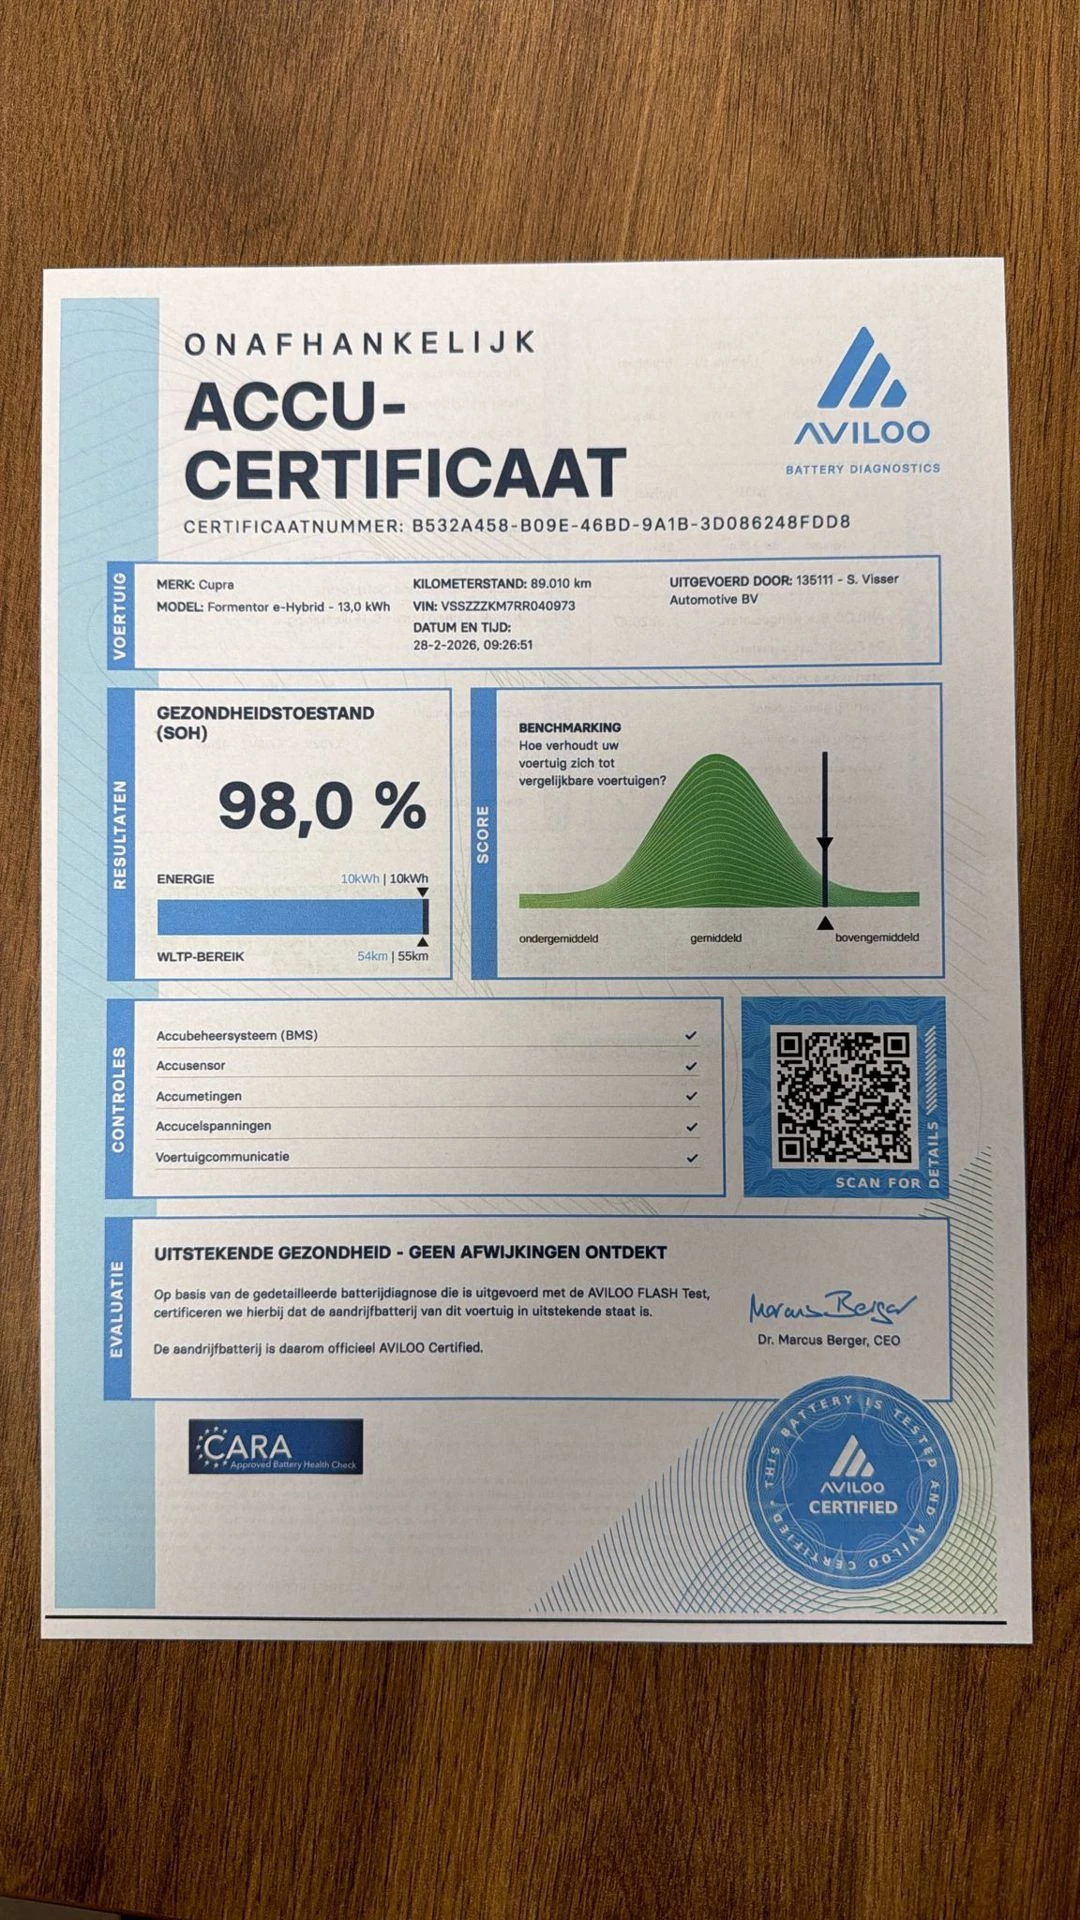 ONAFHANKELIJK
ACCU-
CERTIFICAAT
CERTIFICAATNUMMER: B532A458-B09E-46BD-9A1B-3D086248FDD8
AVILOO
BATTERY DIAGNOSTICS
VOERTUIG
MERK: Cupra
MODEL: Formentor e-Hybrid - 13,0 kWh
KILOMETERSTAND: 89.010 km
VIN: VSSZZZKM7RR040973
DATUM EN TIJD:
28-2-2026, 09:26:51
UITGEVOERD DOOR: 135111 - S. Visser
Automotive BV
RESULTATEN
GEZONDHEIDSTOESTAND
(SOH)
98,0 %
ENERGIE 10kWh | 10kWh
WLTP-BEREIK 54km | 55km
SCORE
BENCHMARKING
Hoe verhoudt uw
voertuig zich tot
vergelijkbare voertuigen?
ondergemiddeld gemiddeld bovengemiddeld
CONTROLES
Accubeheersysteem (BMS) ✓
Accusensor ✓
Accumetingen ✓
Accucelspanningen ✓
Voertuigcommunicatie ✓
SCAN FOR DETAILS
EVALUATIE
UITSTEKENDE GEZONDHEID - GEEN AFWIJKINGEN ONTDEKT
Op basis van de gedetailleerde batterijdiagnose die is uitgevoerd met de AVILOO FLASH Test,
certificeren we hierbij dat de aandrijfbatterij van dit voertuig in uitstekende staat is.
De aandrijfbatterij is daarom officieel AVILOO Certified.
Marcus Berger
Dr. Marcus Berger, CEO
CARA
Approved Battery Health Check
THIS BATTERY IS TESTED AND AVILOO CERTIFIED
AVILOO
CERTIFIED